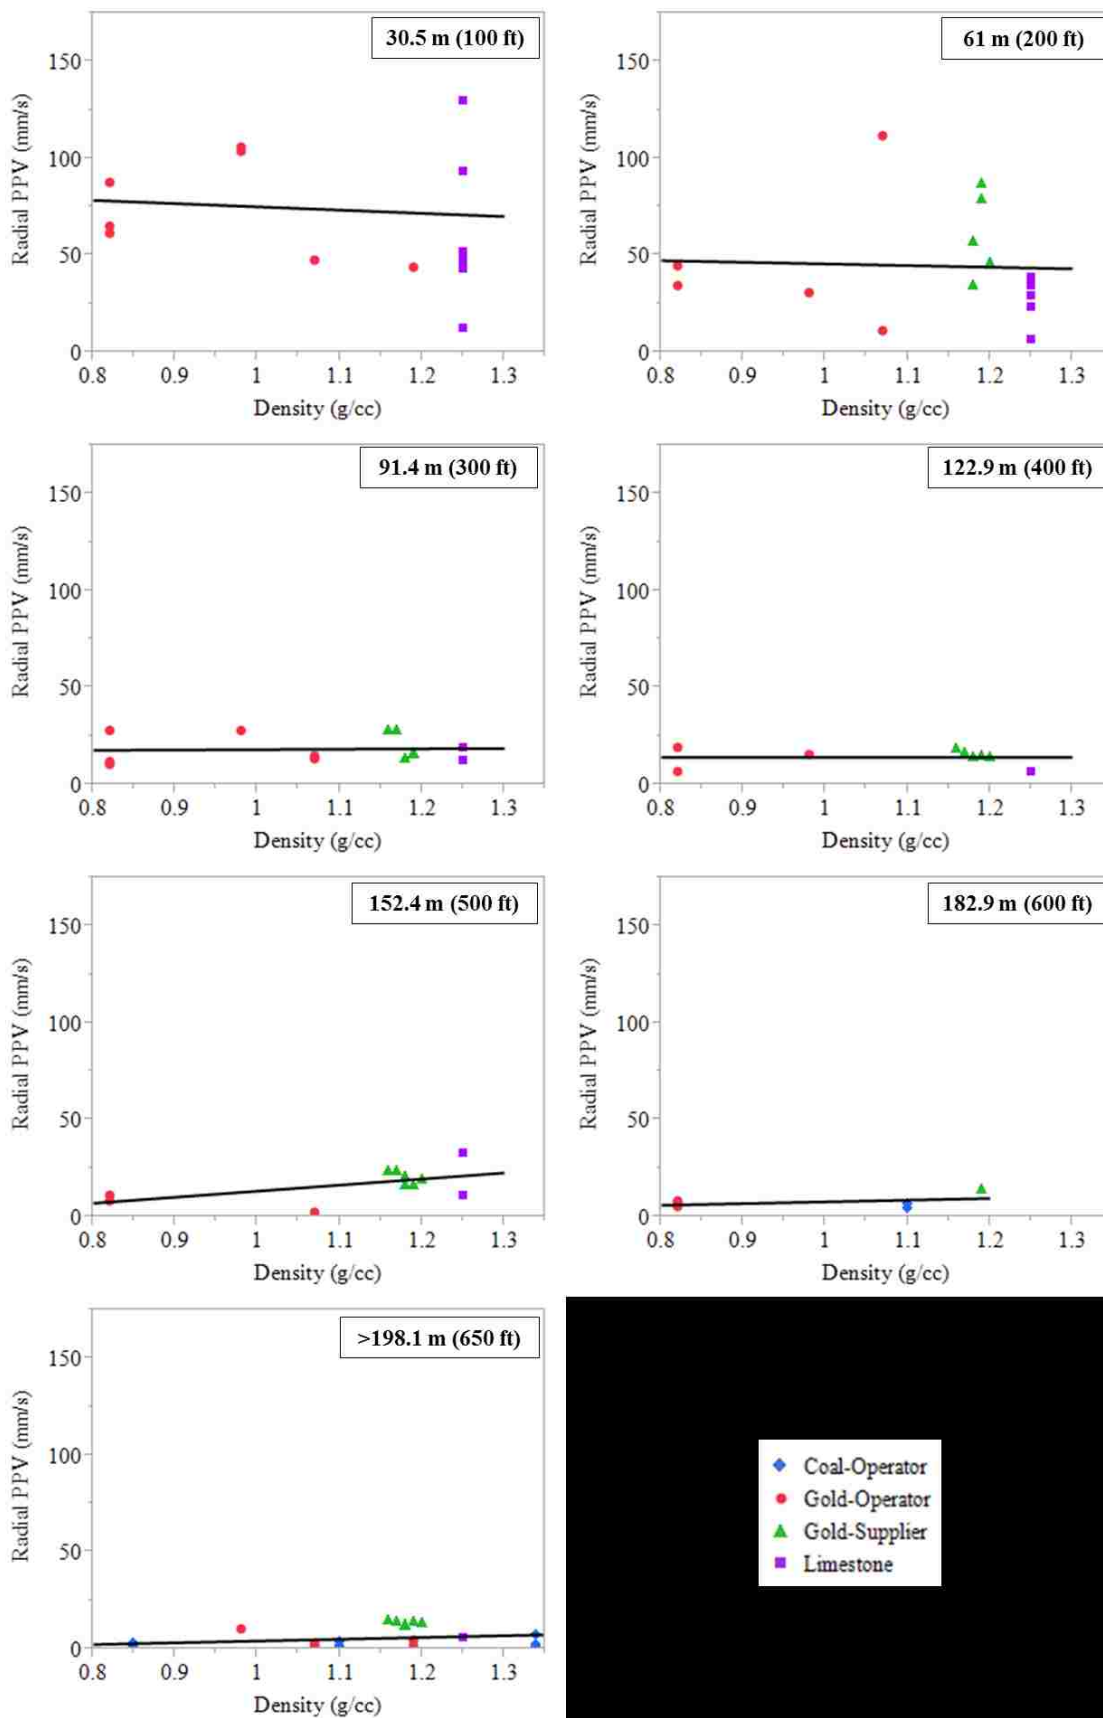 30.5 m (100 ft)
Radial PPV (mm/s)
150
100
50
0
0.8 0.9 1 1.1 1.2 1.3
Density (g/cc)
61 m (200 ft)
Radial PPV (mm/s)
150
100
50
0
0.8 0.9 1 1.1 1.2 1.3
Density (g/cc)
91.4 m (300 ft)
Radial PPV (mm/s)
150
100
50
0
0.8 0.9 1 1.1 1.2 1.3
Density (g/cc)
122.9 m (400 ft)
Radial PPV (mm/s)
150
100
50
0
0.8 0.9 1 1.1 1.2 1.3
Density (g/cc)
152.4 m (500 ft)
Radial PPV (mm/s)
150
100
50
0
0.8 0.9 1 1.1 1.2 1.3
Density (g/cc)
182.9 m (600 ft)
Radial PPV (mm/s)
150
100
50
0
0.8 0.9 1 1.1 1.2 1.3
Density (g/cc)
>198.1 m (650 ft)
Radial PPV (mm/s)
150
100
50
0
0.8 0.9 1 1.1 1.2 1.3
Density (g/cc)
Coal-Operator
Gold-Operator
Gold-Supplier
Limestone